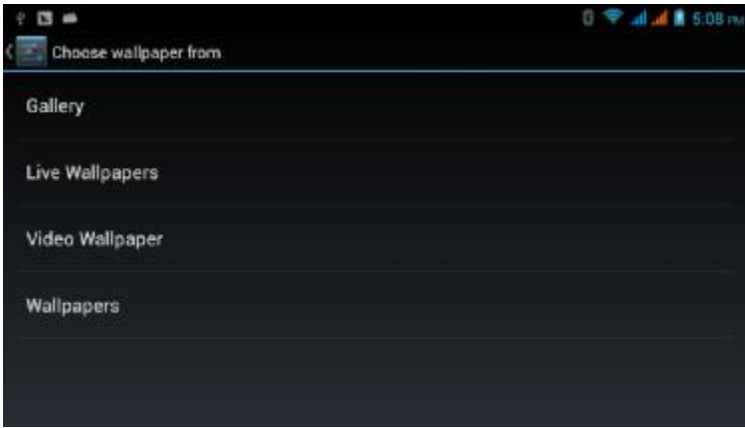 5:08 PM
Choose wallpaper from
Gallery
Live Wallpapers
Video Wallpaper
Wallpapers